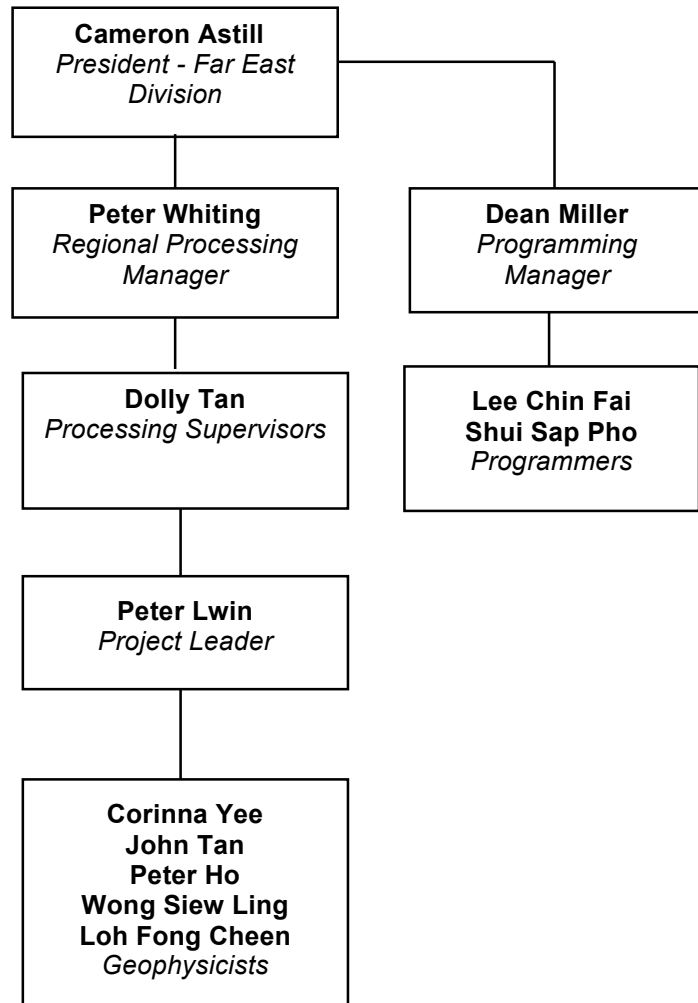 Cameron Astill
President - Far East
Division
Peter Whiting
Regional Processing
Manager
Dean Miller
Programming
Manager
Dolly Tan
Processing Supervisors
Lee Chin Fai
Shui Sap Pho
Programmers
Peter Lwin
Project Leader
Corinna Yee
John Tan
Peter Ho
Wong Siew Ling
Loh Fong Cheen
Geophysicists